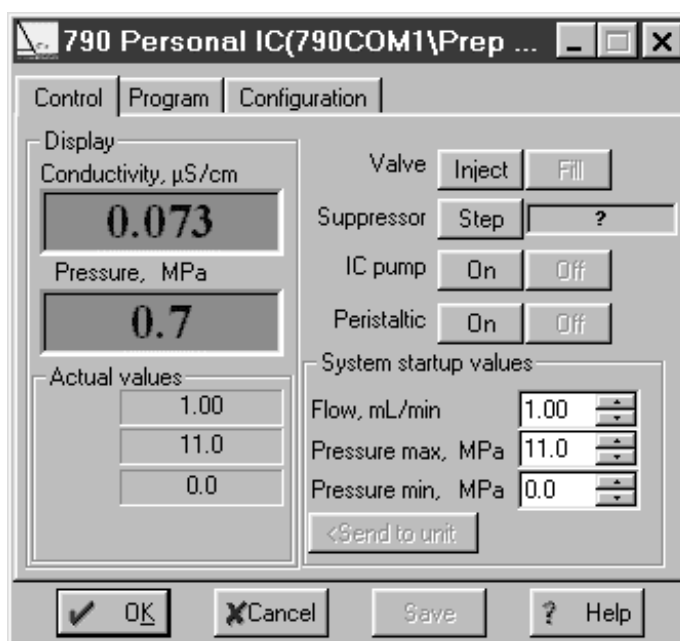 790 Personal IC(790COM1\Prep ...
Control Program Configuration
Display
Conductivity, µS/cm
0.073
Pressure, MPa
0.7
Actual values
1.00
11.0
0.0
Valve Inject Fill
Suppressor Step ?
IC pump On Off
Peristaltic On Off
System startup values
Flow, mL/min 1.00
Pressure max, MPa 11.0
Pressure min, MPa 0.0
<Send to unit
OK Cancel Save ? Help